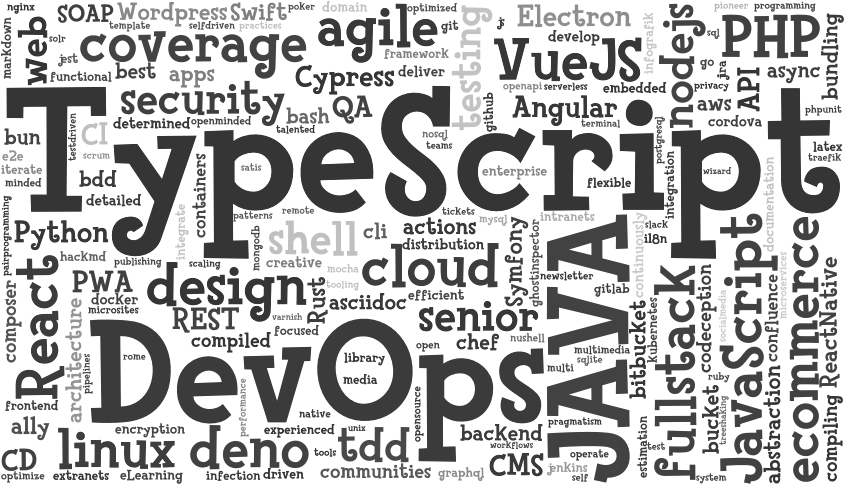 nginx
SOAP
Wordpress
Swift
poker
domain
optimized
Electron
pioneer
programming
markdown
web
solr
template
selfdriven
practices
agile
git
testing
js
develop
infografik
nodejs
sql
PHP
bundling
jest
coverage
framework
VueJS
go
jira
async
functional
best
apps
Cypress
deliver
openapi
serverless
embedded
privacy
API
security
bash
QA
github
Angular
aws
phpunit
determined
openminded
talented
nosql
teams
terminal
postgresql
cordova
bun
testdriven
CI
scrum
TypeScript
latex
traefik
e2e
iterate
minded
bdd
detailed
containers
satis
enterprise
flexible
integration
wizard
documentation
pairprogramming
patterns
remote
tickets
mysql
intranets
slack
i18n
Python
integrate
mongodb
shell
cli
actions
distribution
Symfony
ghostinspector
JAVA
continuously
hackmd
publishing
scaling
creative
mocha
tooling
cloud
newsletter
gitlab
JavaScript
confluence
microservices
ecommerce
composer
React
PWA
docker
microsites
design
Rust
asciidoc
efficient
fullstack
codeception
socialmedia
ReactNative
architecture
REST
varnish
focused
senior
bitbucket
kubernetes
compiled
chef
nushell
multimedia
sqlite
pipelines
rome
DevOps
library
media
open
multi
ruby
abstraction
compiling
frontend
performance
native
opensource
pragmatism
bucket
treeshaking
ally
encryption
experienced
unix
backend
workflows
estimation
test
CD
linux
deno
tools
tdd
CMS
jenkins
operate
self
system
optimize
extranets
eLearning
infection
driven
communities
graphql